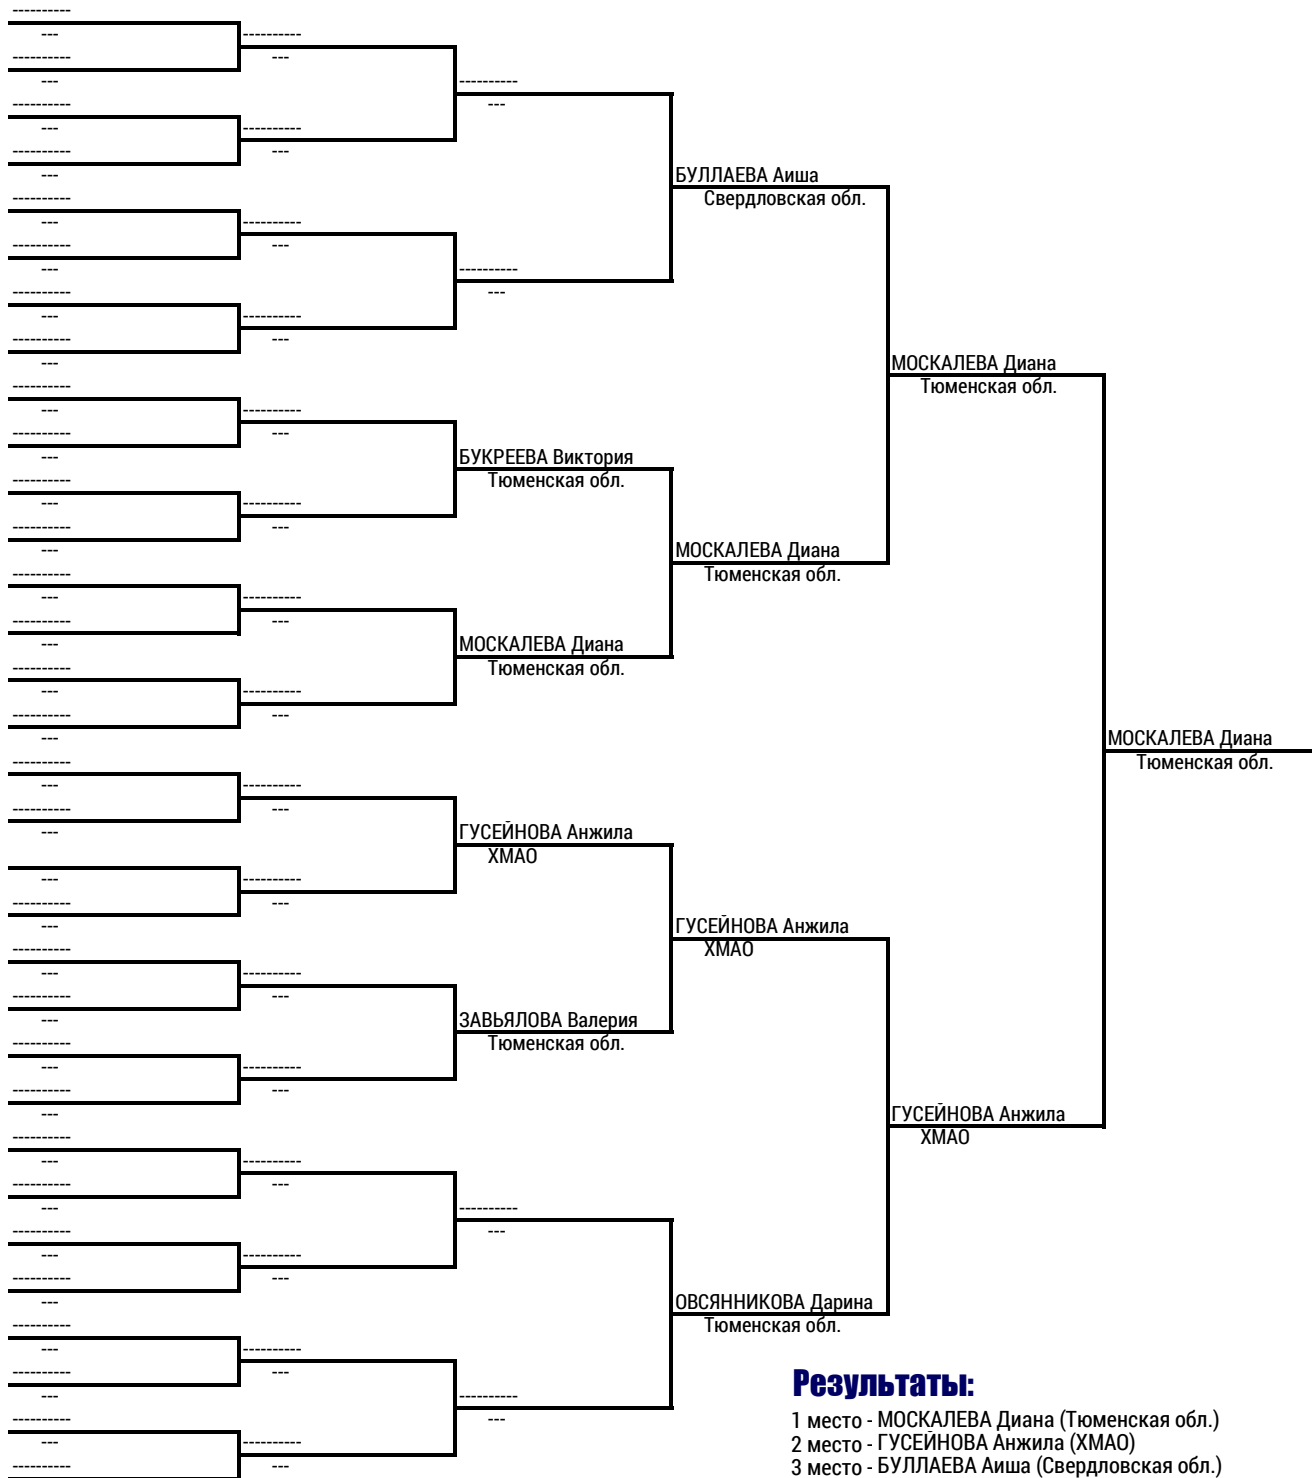 БУЛЛАЕВА Аиша
Свердловская обл.
МОСКАЛЕВА Диана
Тюменская обл.
БУКРЕЕВА Виктория
Тюменская обл.
МОСКАЛЕВА Диана
Тюменская обл.
МОСКАЛЕВА Диана
Тюменская обл.
МОСКАЛЕВА Диана
Тюменская обл.
ГУСЕЙНОВА Анжила
ХМАО
ГУСЕЙНОВА Анжила
ХМАО
ЗАВЬЯЛОВА Валерия
Тюменская обл.
ГУСЕЙНОВА Анжила
ХМАО
ОВСЯННИКОВА Дарина
Тюменская обл.
Результаты:
1 место - МОСКАЛЕВА Диана (Тюменская обл.)
2 место - ГУСЕЙНОВА Анжила (ХМАО)
3 место - БУЛЛАЕВА Аиша (Свердловская обл.)